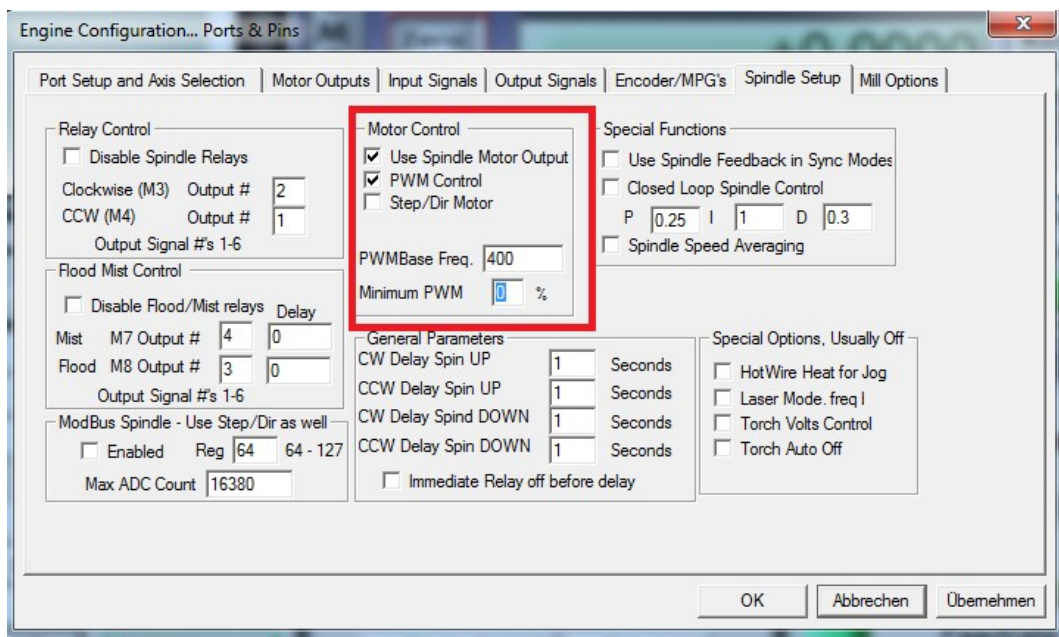 Engine Configuration... Ports & Pins
Port Setup and Axis Selection
Motor Outputs
Input Signals
Output Signals
Encoder/MPG's
Spindle Setup
Mill Options
Relay Control
Disable Spindle Relays
Clockwise (M3) Output # 2
CCW (M4) Output # 1
Output Signal #'s 1-6
Flood Mist Control
Disable Flood/Mist relays Delay
Mist M7 Output # 4 0
Flood M8 Output # 3 0
Output Signal #'s 1-6
ModBus Spindle - Use Step/Dir as well
Enabled Reg 64 64 - 127
Max ADC Count 16380
Motor Control
Use Spindle Motor Output
PWM Control
Step/Dir Motor
PWMBase Freq. 400
Minimum PWM 0 %
General Parameters
CW Delay Spin UP 1 Seconds
CCW Delay Spin UP 1 Seconds
CW Delay Spind DOWN 1 Seconds
CCW Delay Spin DOWN 1 Seconds
Immediate Relay off before delay
Special Functions
Use Spindle Feedback in Sync Modes
Closed Loop Spindle Control
P 0.25 I 1 D 0.3
Spindle Speed Averaging
Special Options, Usually Off
HotWire Heat for Jog
Laser Mode. freq I
Torch Volts Control
Torch Auto Off
OK
Abbrechen
Übernehmen